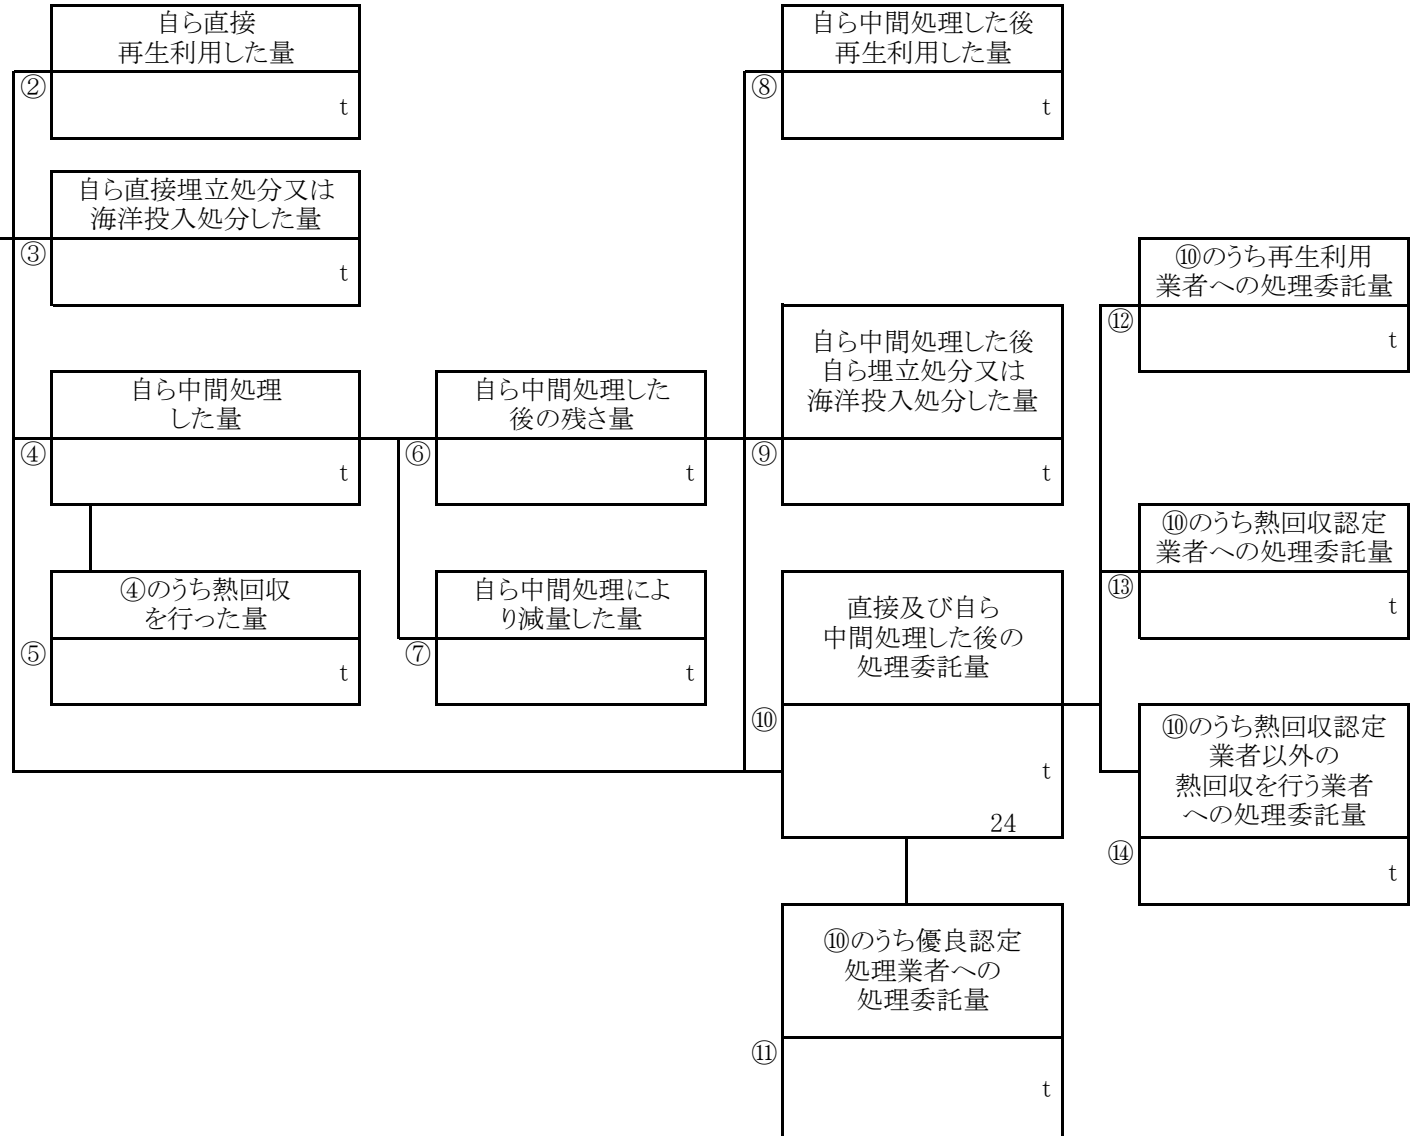 自ら直接
再生利用した量
②
t
自ら直接埋立処分又は
海洋投入処分した量
③
t
自ら中間処理
した量
④
t
④のうち熱回収
を行った量
⑤
t
自ら中間処理した
後の残さ量
⑥
t
自ら中間処理によ
り減量した量
⑦
t
自ら中間処理した後
再生利用した量
⑧
t
自ら中間処理した後
自ら埋立処分又は
海洋投入処分した量
⑨
t
直接及び自ら
中間処理した後の
処理委託量
⑩
t
24
⑩のうち優良認定
処理業者への
処理委託量
⑪
t
⑩のうち再生利用
業者への処理委託量
⑫
t
⑩のうち熱回収認定
業者への処理委託量
⑬
t
⑩のうち熱回収認定
業者以外の
熱回収を行う業者
への処理委託量
⑭
t